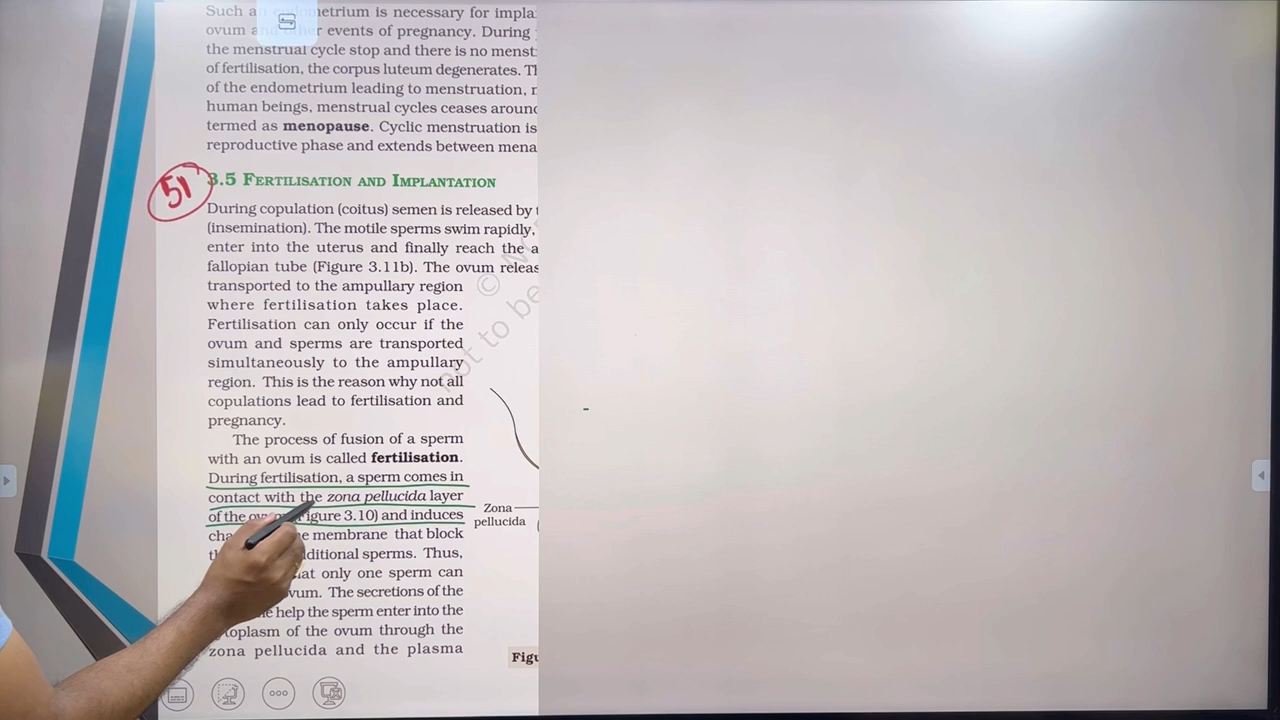 Such an endometrium is necessary for impla
ovum and other events of pregnancy. During
the menstrual cycle stop and there is no menst
of fertilisation, the corpus luteum degenerates. Th
of the endometrium leading to menstruation, m
human beings, menstrual cycles ceases around
termed as menopause. Cyclic menstruation is
reproductive phase and extends between mena
51
3.5 FERTILISATION AND IMPLANTATION
During copulation (coitus) semen is released by t
(insemination). The motile sperms swim rapidly,
enter into the uterus and finally reach the a
fallopian tube (Figure 3.11b). The ovum releas
transported to the ampullary region
where fertilisation takes place.
Fertilisation can only occur if the
ovum and sperms are transported
simultaneously to the ampullary
region. This is the reason why not all
copulations lead to fertilisation and
pregnancy.
The process of fusion of a sperm
with an ovum is called fertilisation.
During fertilisation, a sperm comes in
contact with the zona pellucida layer
of the (Figure 3.10) and induces
membrane that block
additional sperms. Thus,
that only one sperm can
ovum. The secretions of the
help the sperm enter into the
cytoplasm of the ovum through the
zona pellucida and the plasma
Zona
pellucida
Figu
not to be